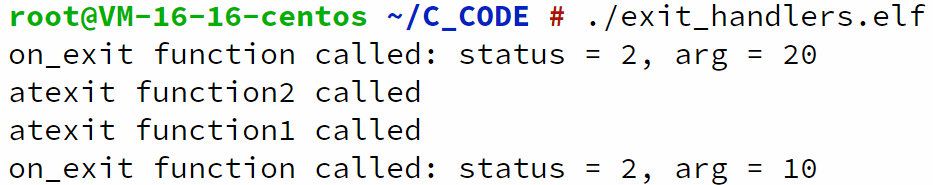 root@VM-16-16-centos ~/C_CODE # ./exit_handlers.elf
on_exit function called: status = 2, arg = 20
atexit function2 called
atexit function1 called
on_exit function called: status = 2, arg = 10